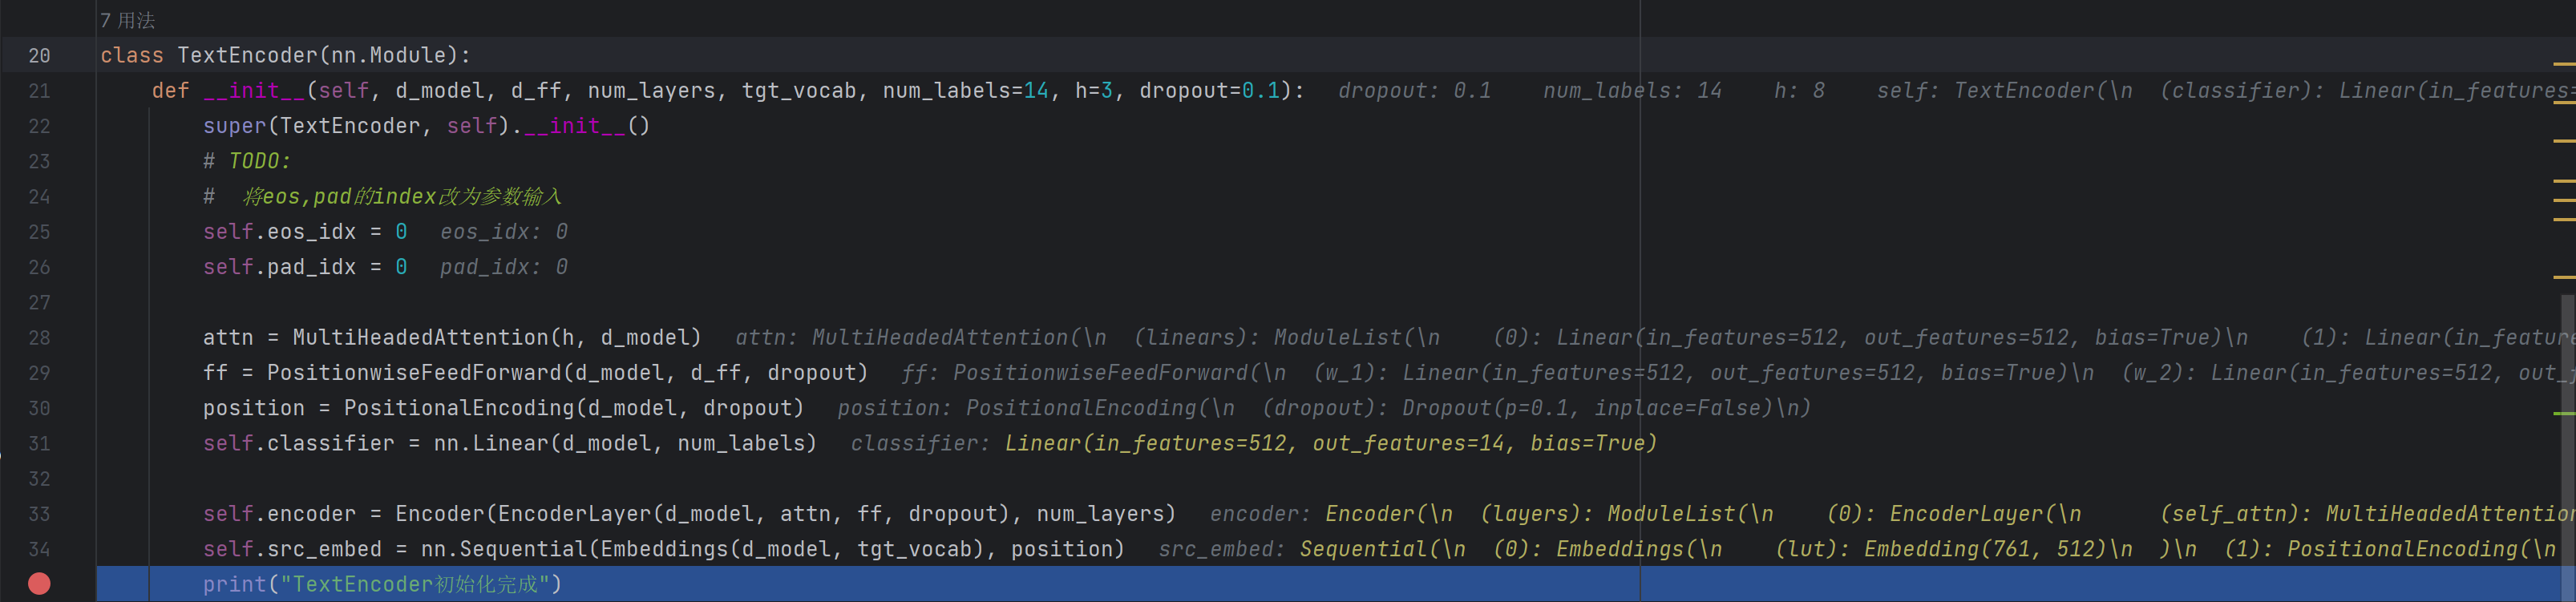 7 用法
20 class TextEncoder(nn.Module):
21 def __init__(self, d_model, d_ff, num_layers, tgt_vocab, num_labels=14, h=3, dropout=0.1): dropout: 0.1 num_labels: 14 h: 8 self: TextEncoder(\n (classifier): Linear(in_features=
22 super(TextEncoder, self).__init__()
23 # TODO:
24 # 将eos,pad的index改为参数输入
25 self.eos_idx = 0 eos_idx: 0
26 self.pad_idx = 0 pad_idx: 0
27
28 attn = MultiHeadedAttention(h, d_model) attn: MultiHeadedAttention(\n (linears): ModuleList(\n (0): Linear(in_features=512, out_features=512, bias=True)\n (1): Linear(in_feature
29 ff = PositionwiseFeedForward(d_model, d_ff, dropout) ff: PositionwiseFeedForward(\n (w_1): Linear(in_features=512, out_features=512, bias=True)\n (w_2): Linear(in_features=512, out_f
30 position = PositionalEncoding(d_model, dropout) position: PositionalEncoding(\n (dropout): Dropout(p=0.1, inplace=False)\n)
31 self.classifier = nn.Linear(d_model, num_labels) classifier: Linear(in_features=512, out_features=14, bias=True)
32
33 self.encoder = Encoder(EncoderLayer(d_model, attn, ff, dropout), num_layers) encoder: Encoder(\n (layers): ModuleList(\n (0): EncoderLayer(\n (self_attn): MultiHeadedAttention
34 self.src_embed = nn.Sequential(Embeddings(d_model, tgt_vocab), position) src_embed: Sequential(\n (0): Embeddings(\n (lut): Embedding(761, 512)\n )\n (1): PositionalEncoding(\n
print("TextEncoder初始化完成")